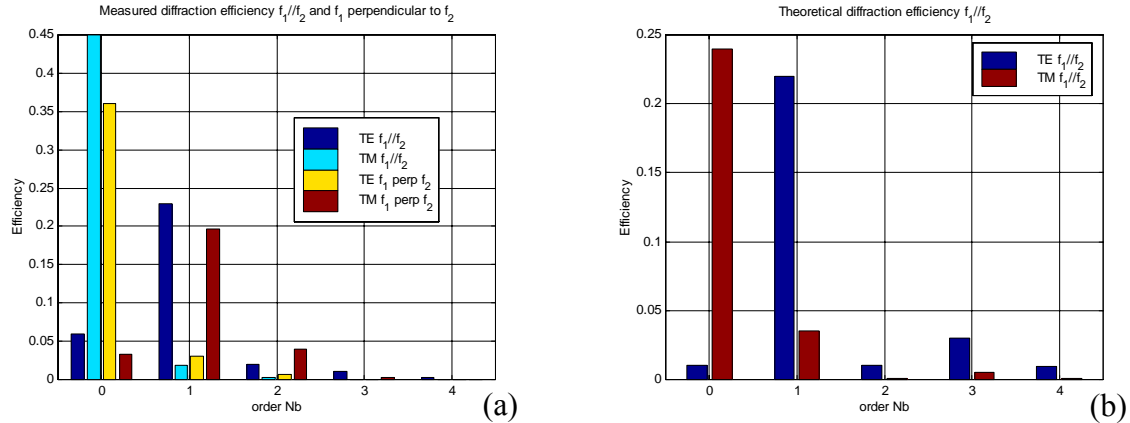 Measured diffraction efficiency f1//f2 and f1 perpendicular to f2
Efficiency
0.45
0.4
0.35
0.3
0.25
0.2
0.15
0.1
0.05
0
TE f1//f2
TM f1//f2
TE f1 perp f2
TM f1 perp f2
0 1 2 3 4
order Nb
(a)
Theoretical diffraction efficiency f1//f2
Efficiency
0.25
0.2
0.15
0.1
0.05
0
TE f1//f2
TM f1//f2
0 1 2 3 4
order Nb
(b)